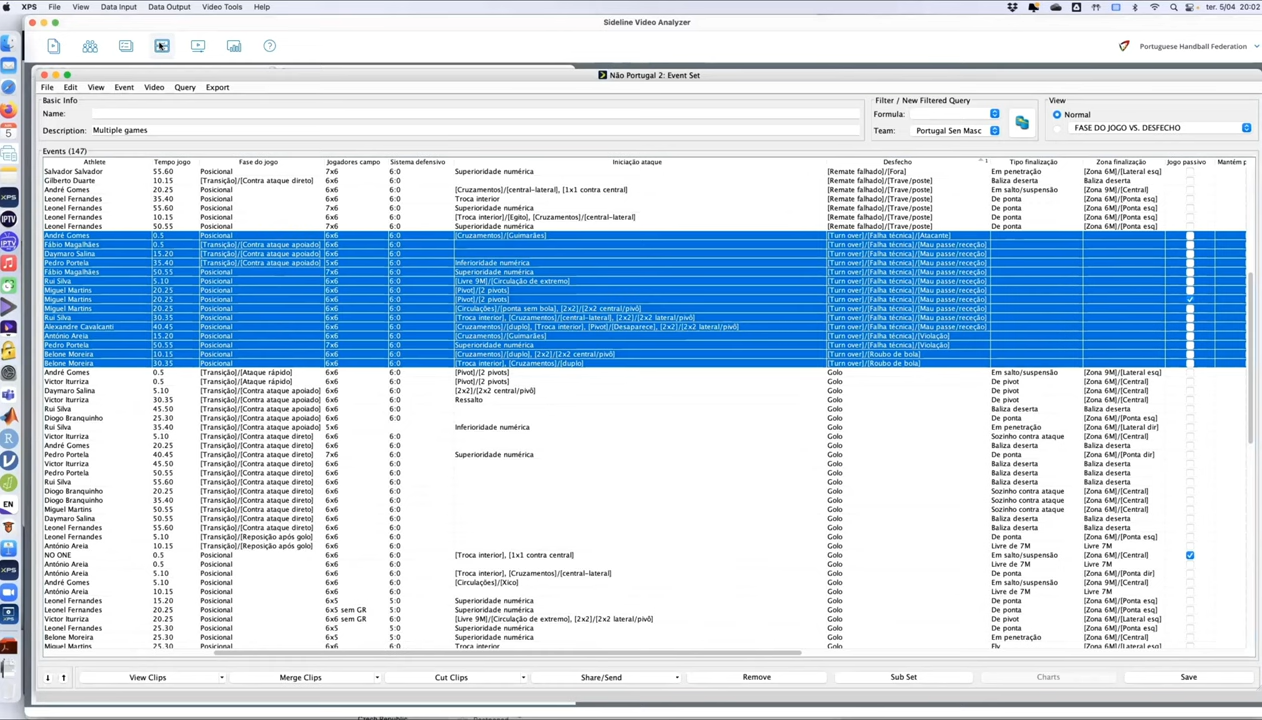 XPS File View Data Input Data Output Video Tools Help ter. 5/04 20:02
Sideline Video Analyzer
Portuguese Handball Federation
Não Portugal 2: Event Set
File Edit View Event Video Query Export
Basic Info Filter / New Filtered Query View
Name: Formula: Normal
Description: Multiple games Team: Portugal Sen Masc FASE DO JOGO VS. DESFECHO
Events (147)
Athlete Tempo jogo Fase do jogo Jogadores campo Sistema defensivo Iniciação ataque Desfecho 1 Tipo finalização Zona finalização Jogo passivo Mantém p
Salvador Salvador 55.60 Posicional 7x6 6:0 Superioridade numérica [Remate falhado]/[Fora] Em penetração [Zona 6M]/[Lateral esq]
Gilberto Duarte 10.15 [Transição]/[Contra ataque direto] 6x6 6:0 [Remate falhado]/[Trave/poste] Baliza deserta Baliza deserta
André Gomes 20.25 Posicional 6x6 6:0 [Cruzamentos]/[central-lateral], [1x1 contra central] [Remate falhado]/[Trave/poste] Em salto/suspensão [Zona 9M]/[Central]
Leonel Fernandes 35.40 Posicional 6x6 6:0 Troca interior [Remate falhado]/[Trave/poste] De ponta [Zona 6M]/[Ponta esq]
Leonel Fernandes 55.60 Posicional 7x6 6:0 Superioridade numérica [Remate falhado]/[Trave/poste] De ponta [Zona 6M]/[Ponta esq]
Leonel Fernandes 10.15 Posicional 6x6 6:0 [Troca interior]/[Egito], [Cruzamentos]/[central-lateral] [Remate falhado]/[Trave/poste] De ponta [Zona 6M]/[Ponta esq]
Leonel Fernandes 55.60 Posicional 7x6 6:0 Superioridade numérica [Remate falhado]/[Trave/poste] De ponta [Zona 6M]/[Ponta esq]
André Gomes 0.5 Posicional 6x6 6:0 [Cruzamentos]/[Guimarães] [Turn over]/[Falha técnica]/[Atacante]
Fábio Magalhães 0.5 [Transição]/[Contra ataque apoiado] 6x6 6:0 [Turn over]/[Falha técnica]/[Mau passe/receção]
Daymaro Salina 15.20 [Transição]/[Contra ataque apoiado] 6x6 6:0 [Turn over]/[Falha técnica]/[Mau passe/receção]
Pedro Portela 35.40 [Transição]/[Contra ataque apoiado] 5x6 6:0 Inferioridade numérica [Turn over]/[Falha técnica]/[Mau passe/receção]
Fábio Magalhães 50.55 Posicional 7x6 6:0 Superioridade numérica [Turn over]/[Falha técnica]/[Mau passe/receção]
Rui Silva 5.10 Posicional 6x6 6:0 [Livre 9M]/[Circulação de extremo] [Turn over]/[Falha técnica]/[Mau passe/receção]
Miguel Martins 20.25 Posicional 6x6 6:0 [Pivot]/[2 pivots] [Turn over]/[Falha técnica]/[Mau passe/receção]
Miguel Martins 20.25 Posicional 6x6 6:0 [Pivot]/[2 pivots] [Turn over]/[Falha técnica]/[Mau passe/receção]
Miguel Martins 50.55 Posicional 6x6 6:0 [Circulações]/[ponta sem bola], [2x2]/[2x2 central/pivô] [Turn over]/[Falha técnica]/[Mau passe/receção]
Rui Silva 30.35 Posicional 6x6 6:0 [Troca interior], [Cruzamentos]/[central-lateral], [2x2]/[2x2 lateral/pivô] [Turn over]/[Falha técnica]/[Mau passe/receção]
Alexandre Cavalcanti 40.45 Posicional 6x6 6:0 [Cruzamentos]/[duplo], [Troca interior], [Pivot]/[Desaparece], [2x2]/[2x2 lateral/pivô] [Turn over]/[Falha técnica]/[Mau passe/receção]
António Areia 15.20 Posicional 6x6 6:0 [Cruzamentos]/[Guimarães] [Turn over]/[Falha técnica]/[Violação]
Pedro Portela 50.55 Posicional 7x6 6:0 Superioridade numérica [Turn over]/[Falha técnica]/[Violação]
Belone Moreira 10.15 Posicional 6x6 6:0 [Cruzamentos]/[duplo], [2x2]/[2x2 central/pivô] [Turn over]/[Roubo de bola]
Belone Moreira 30.35 Posicional 6x6 6:0 [Troca interior], [Cruzamentos]/[duplo] [Turn over]/[Roubo de bola]
André Gomes 0.5 [Transição]/[Ataque rápido] 6x6 6:0 [Pivot]/[2 pivots] Golo Em salto/suspensão [Zona 9M]/[Lateral esq]
Victor Iturriza 0.5 [Transição]/[Ataque rápido] 6x6 6:0 [Pivot]/[2 pivots] Golo De pivot [Zona 6M]/[Central]
Daymaro Salina 5.10 [Transição]/[Contra ataque apoiado] 6x6 6:0 [2x2]/[2x2 central/pivô] Golo De pivot [Zona 6M]/[Central]
Victor Iturriza 30.35 [Transição]/[Contra ataque apoiado] 6x6 6:0 Ressalto Golo De pivot [Zona 6M]/[Central]
Rui Silva 45.50 [Transição]/[Contra ataque apoiado] 6x6 6:0 Golo Baliza deserta Baliza deserta
Diogo Branquinho 25.30 [Transição]/[Contra ataque apoiado] 6x6 6:0 Golo De ponta [Zona 6M]/[Ponta esq]
Rui Silva 35.40 [Transição]/[Contra ataque apoiado] 5x6 Inferioridade numérica Golo Em penetração [Zona 6M]/[Lateral dir]
Victor Iturriza 5.10 [Transição]/[Contra ataque direto] 6x6 6:0 Golo Sozinho contra ataque [Zona 6M]/[Central]
André Gomes 20.25 [Transição]/[Contra ataque direto] 6x6 6:0 Golo Baliza deserta Baliza deserta
Pedro Portela 40.45 [Transição]/[Contra ataque direto] 7x6 6:0 Superioridade numérica Golo De ponta [Zona 6M]/[Ponta dir]
Victor Iturriza 45.50 [Transição]/[Contra ataque direto] 6x6 6:0 Golo Baliza deserta Baliza deserta
Pedro Portela 50.55 [Transição]/[Contra ataque direto] 6x6 6:0 Golo Baliza deserta Baliza deserta
Rui Silva 55.60 [Transição]/[Contra ataque direto] 6x6 6:0 Golo Baliza deserta Baliza deserta
Diogo Branquinho 20.25 [Transição]/[Contra ataque direto] 6x6 6:0 Golo Sozinho contra ataque [Zona 6M]/[Central]
Diogo Branquinho 35.40 [Transição]/[Contra ataque direto] 6x6 6:0 Golo Sozinho contra ataque [Zona 6M]/[Central]
Miguel Martins 50.55 [Transição]/[Contra ataque direto] 6x6 6:0 Golo Sozinho contra ataque [Zona 6M]/[Central]
Daymaro Salina 50.55 [Transição]/[Contra ataque direto] 6x6 6:0 Golo Baliza deserta Baliza deserta
Leonel Fernandes 55.60 [Transição]/[Contra ataque direto] 6x6 6:0 Golo Baliza deserta Baliza deserta
Leonel Fernandes 5.10 [Transição]/[Reposição após golo] 6x6 6:0 Golo De ponta [Zona 6M]/[Ponta esq]
António Areia 10.15 [Transição]/[Reposição após golo] 6x6 6:0 Golo Livre de 7M Livre 7M
NO ONE 0.5 Posicional 6x6 6:0 [Troca interior], [1x1 contra central] Golo Em salto/suspensão [Zona 6M]/[Central]
António Areia 0.5 Posicional 6x6 6:0 Golo Livre de 7M Livre 7M
António Areia 5.10 Posicional 6x6 6:0 [Troca interior], [Cruzamentos]/[central-lateral] Golo De ponta [Zona 6M]/[Ponta dir]
André Gomes 5.10 Posicional 6x6 6:0 [Circulações]/[Xico] Golo Em salto/suspensão [Zona 9M]/[Central]
António Areia 10.15 Posicional 6x6 6:0 Golo Livre de 7M Livre 7M
Leonel Fernandes 15.20 Posicional 6x5 5:0 Superioridade numérica Golo De ponta [Zona 6M]/[Ponta esq]
Leonel Fernandes 20.25 Posicional 6x5 sem GR 5:0 Superioridade numérica Golo De ponta [Zona 6M]/[Ponta esq]
Victor Iturriza 20.25 Posicional 6x6 sem GR 6:0 [Livre 9M]/[Circulação de extremo], [2x2]/[2x2 lateral/pivô] Golo De pivot [Zona 6M]/[Central]
Leonel Fernandes 25.30 Posicional 6x5 5:0 Superioridade numérica Golo De ponta [Zona 6M]/[Ponta esq]
Belone Moreira 25.30 Posicional 6x5 5:0 Superioridade numérica Golo Em penetração [Zona 6M]/[Central]
Miguel Martins 25.30 Posicional 6x6 6:0 Troca interior Golo Fly [Zona 6M]/[Lateral esq]
View Clips Merge Clips Cut Clips Share/Send Remove Sub Set Charts Save
Czech Republic